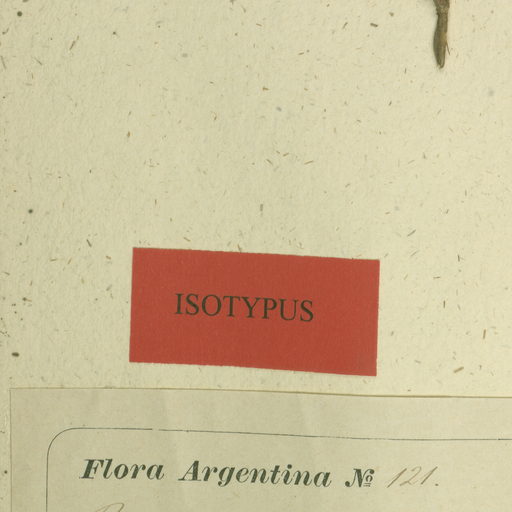 ISOTYPUS
Flora Argentina № 121.